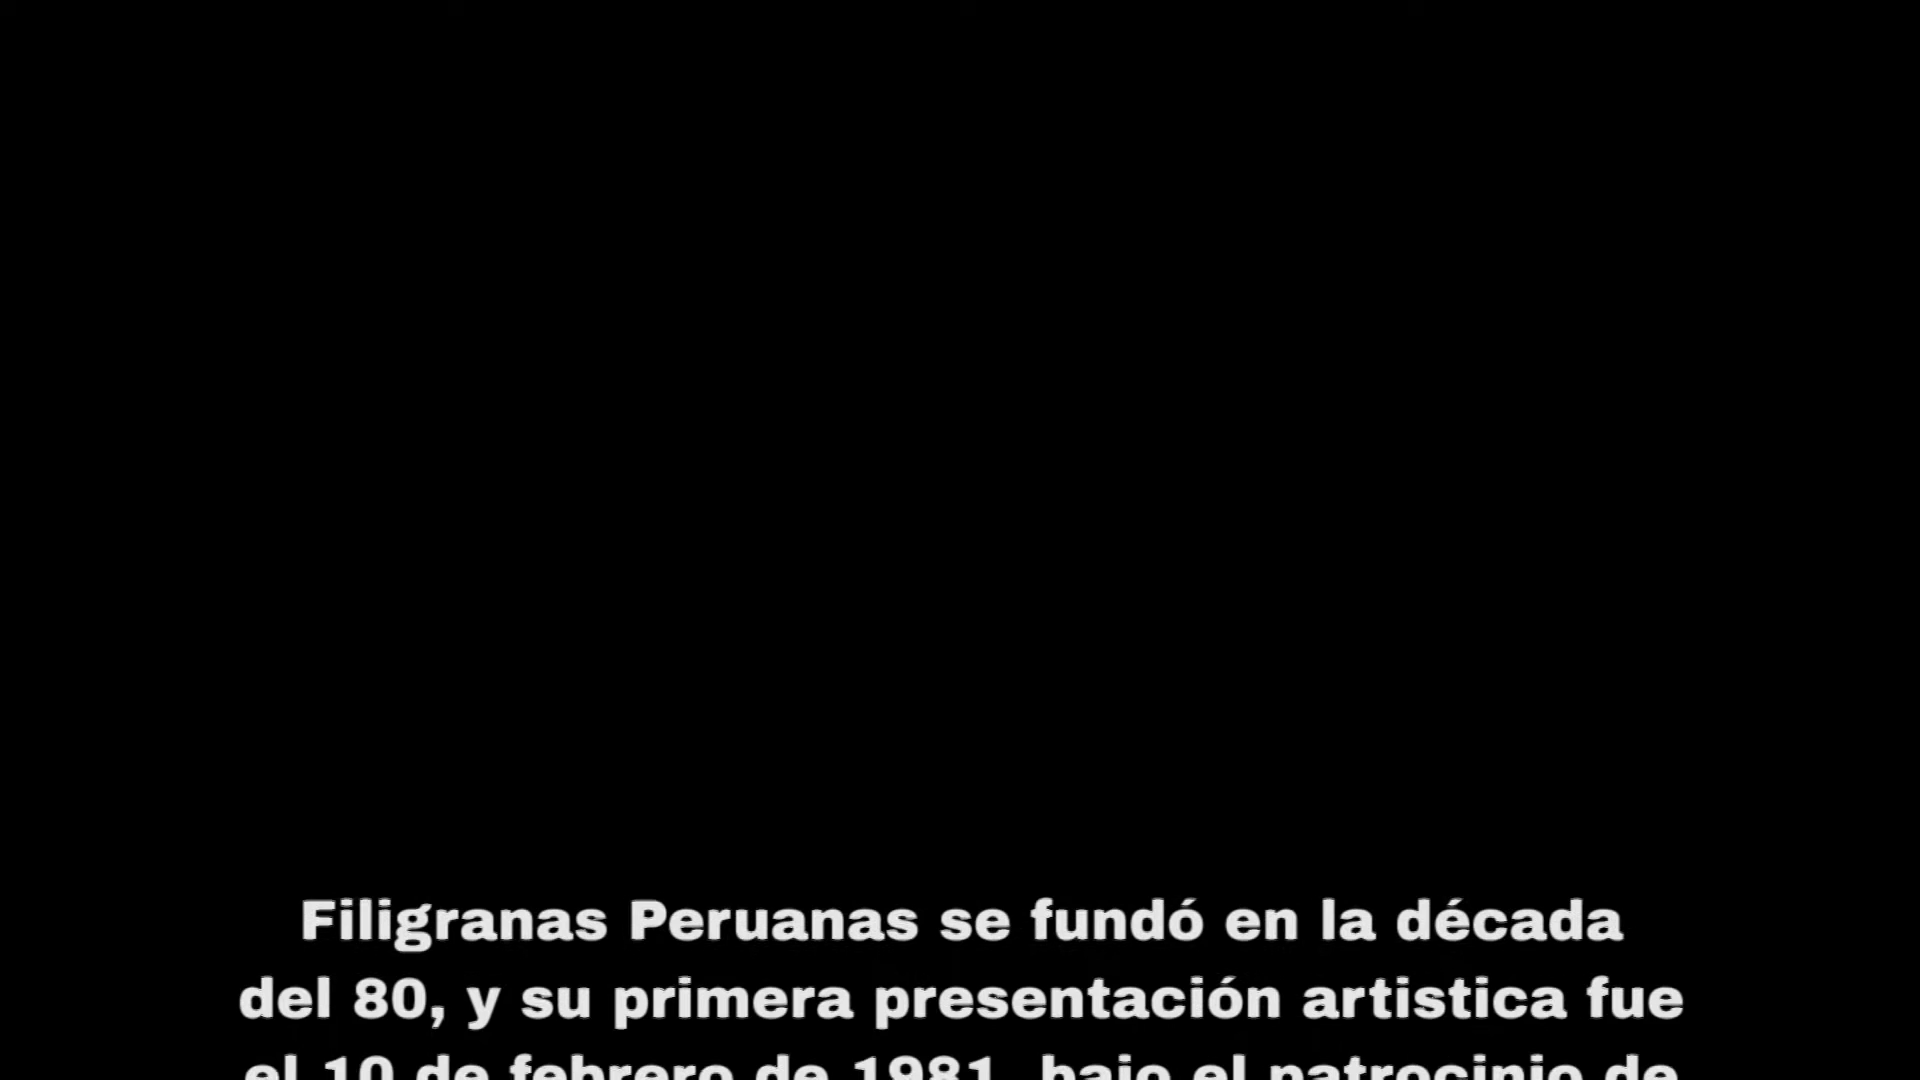 Filigranas Peruanas se fundó en la década
del 80, y su primera presentación artistica fue
el 10 de febrero de 1981, bajo el patrocinio de